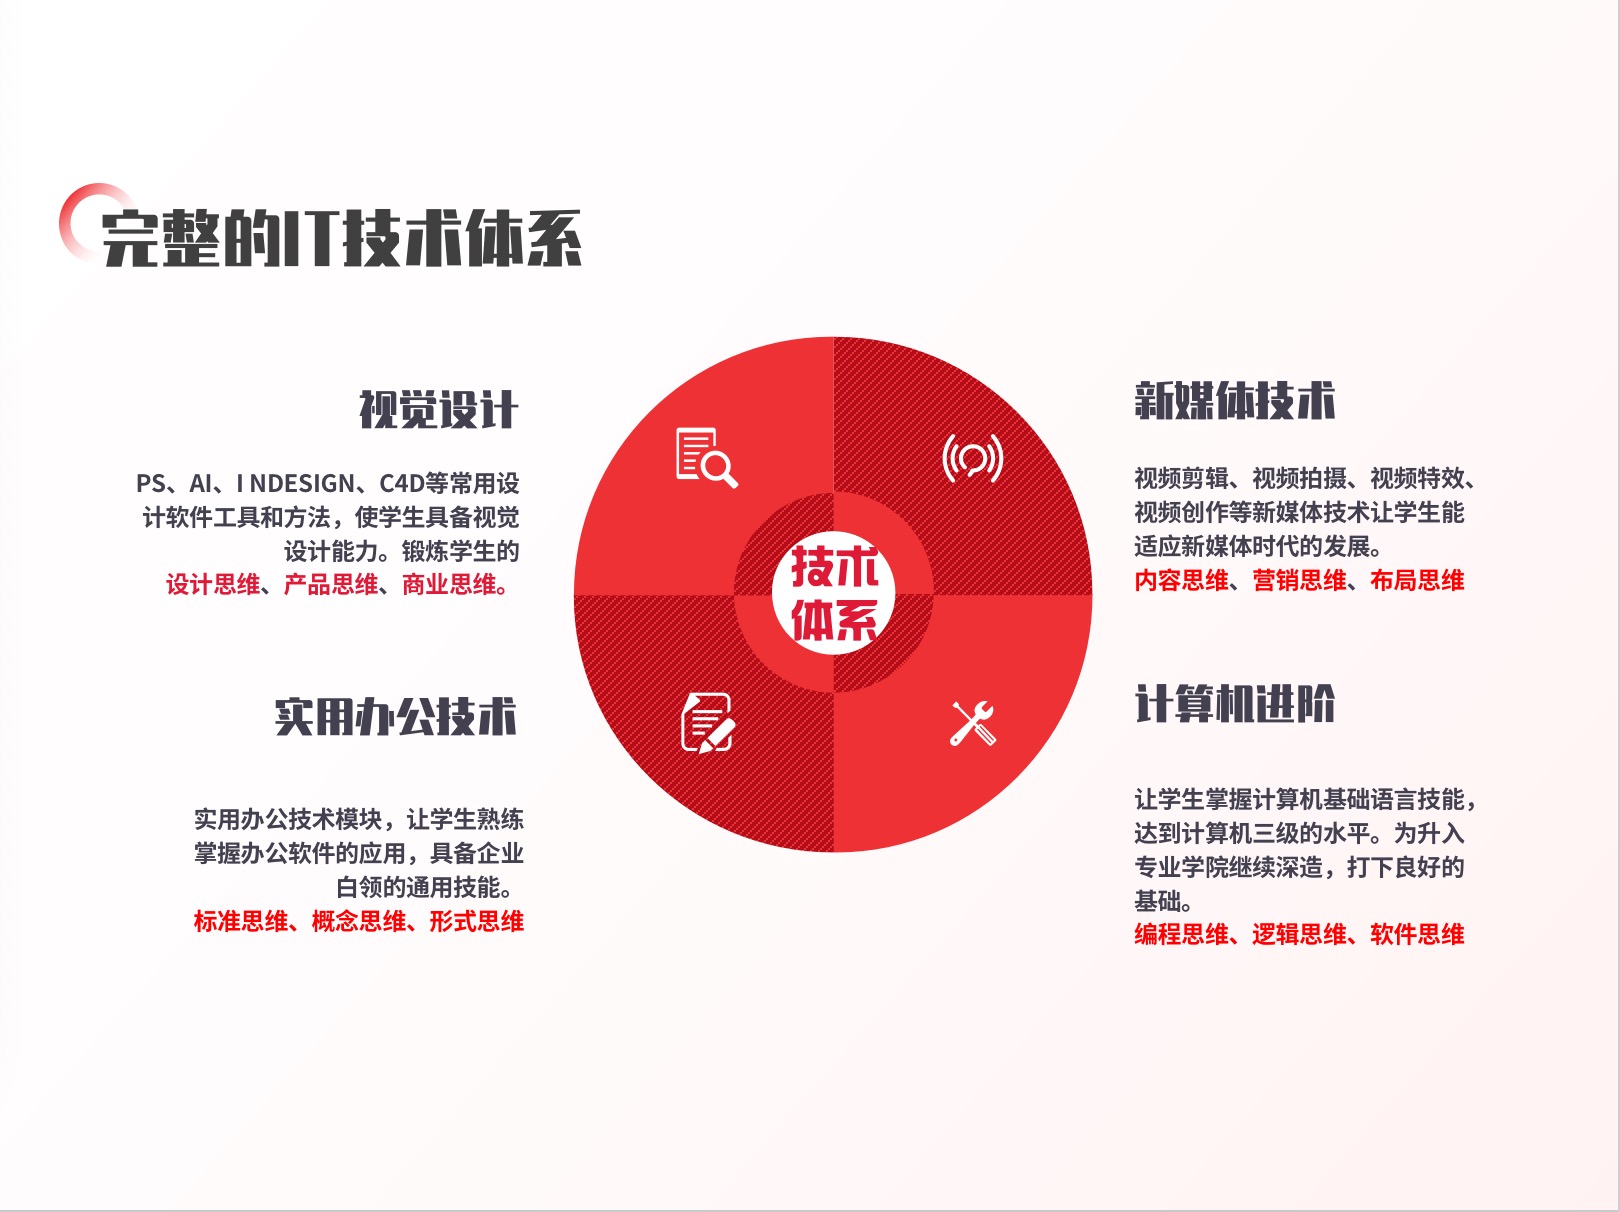 完整的IT技术体系
视觉设计
PS、AI、I NDESIGN、C4D等常用设
计软件工具和方法，使学生具备视觉
设计能力。锻炼学生的
设计思维、产品思维、商业思维。
新媒体技术
视频剪辑、视频拍摄、视频特效、
视频创作等新媒体技术让学生能
适应新媒体时代的发展。
内容思维、营销思维、布局思维
技术
体系
实用办公技术
实用办公技术模块，让学生熟练
掌握办公软件的应用，具备企业
白领的通用技能。
标准思维、概念思维、形式思维
计算机进阶
让学生掌握计算机基础语言技能，
达到计算机三级的水平。为升入
专业学院继续深造，打下良好的
基础。
编程思维、逻辑思维、软件思维